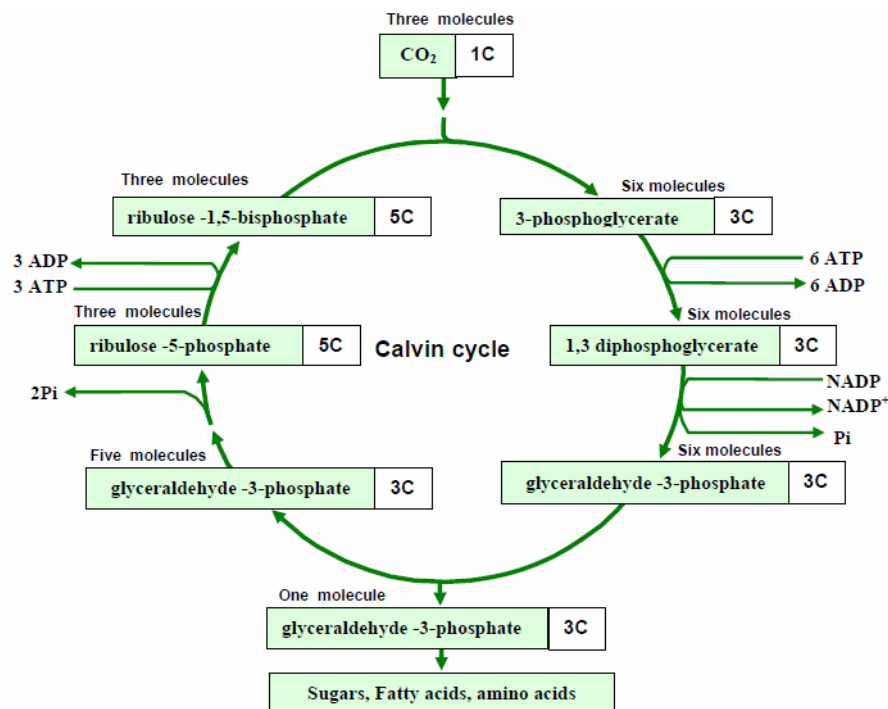 Three molecules
CO₂ 1C
Three molecules
ribulose -1,5-bisphosphate 5C
Six molecules
3-phosphoglycerate 3C
3 ADP
3 ATP
6 ATP
6 ADP
Three molecules
ribulose -5-phosphate 5C
Calvin cycle
Six molecules
1,3 diphosphoglycerate 3C
2Pi
NADP
NADP⁺
Pi
Five molecules
glyceraldehyde -3-phosphate 3C
Six molecules
glyceraldehyde -3-phosphate 3C
One molecule
glyceraldehyde -3-phosphate 3C
Sugars, Fatty acids, amino acids